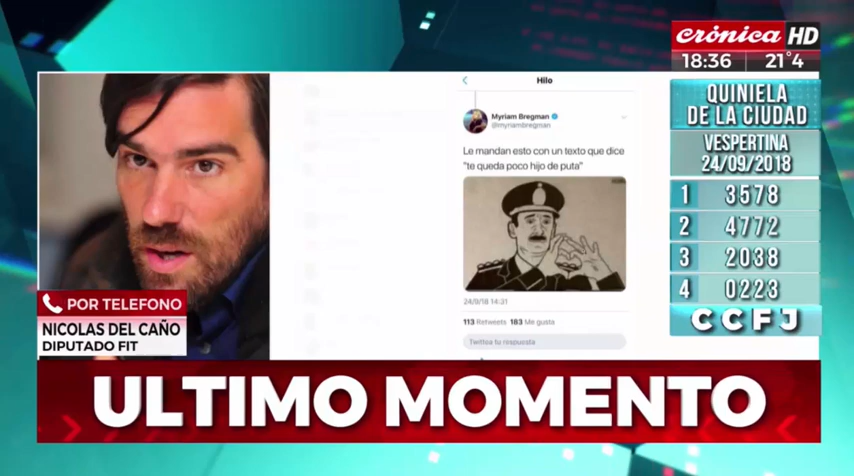 crónica HD
18:36 21°4
Hilo
Myriam Bregman
@myriambregman
Le mandan esto con un texto que dice
"te queda poco hijo de puta"
24/9/18 14:31
113 Retweets 183 Me gusta
Twittea tu respuesta
QUINIELA
DE LA CIUDAD
VESPERTINA
24/09/2018
1 3578
2 4772
3 2038
4 0223
CCFJ
POR TELEFONO
NICOLAS DEL CAÑO
DIPUTADO FIT
ULTIMO MOMENTO